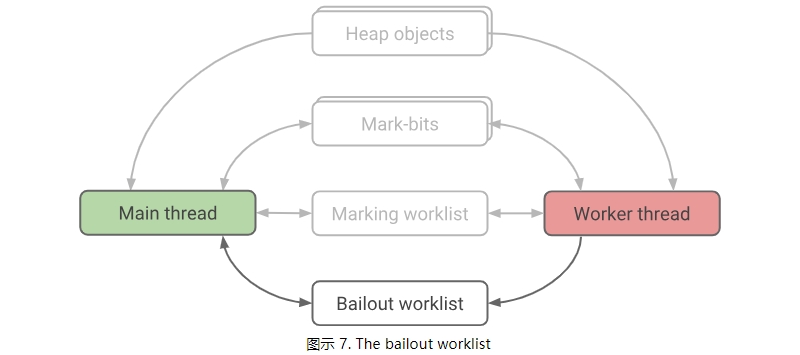 Heap objects
Mark-bits
Main thread
Marking worklist
Worker thread
Bailout worklist
图示 7. The bailout worklist